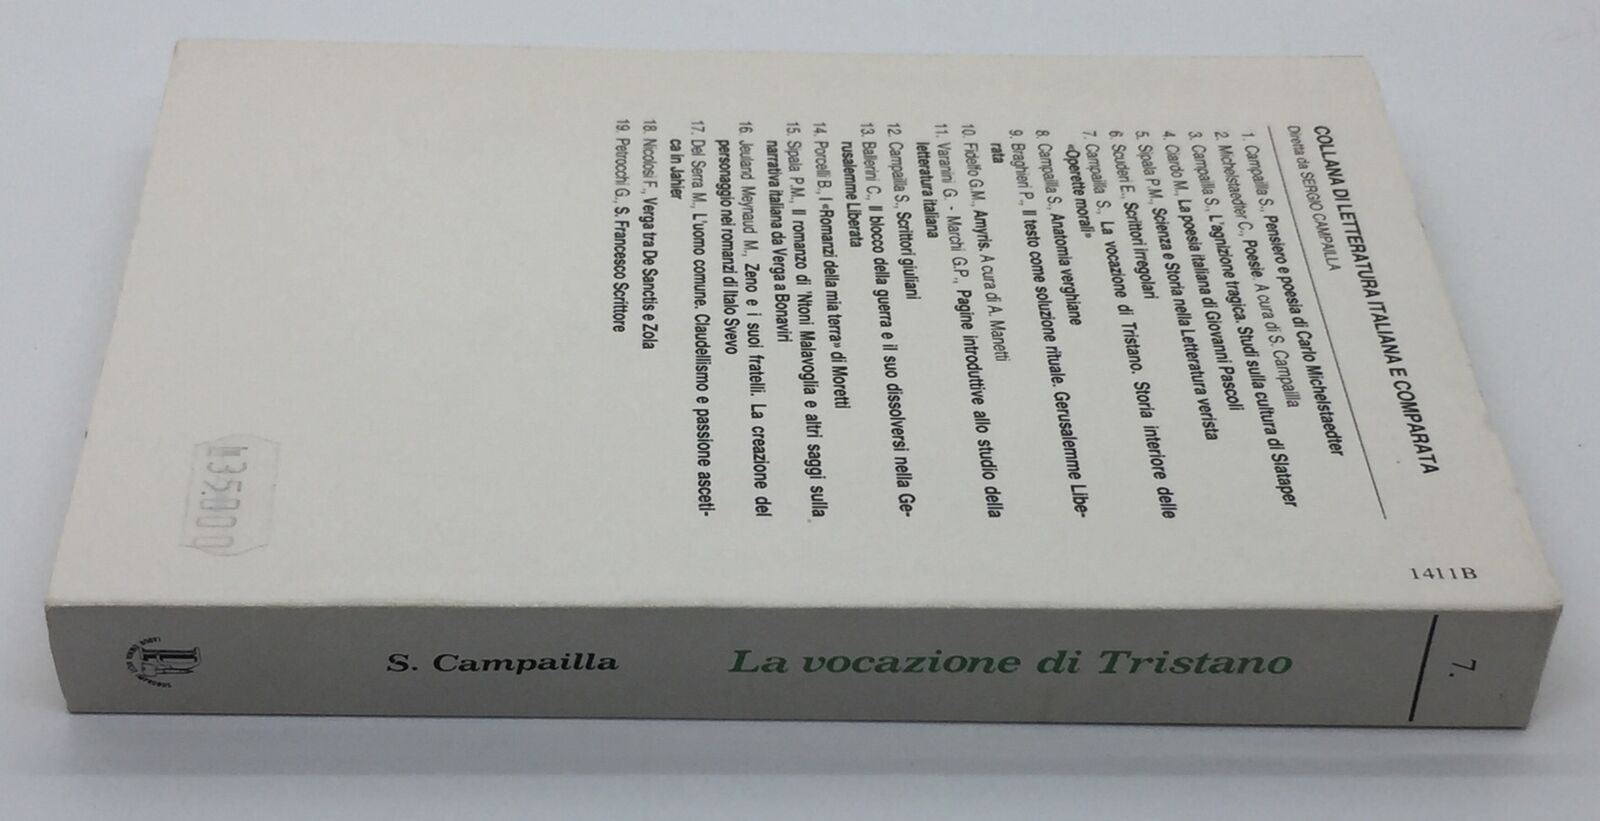 COLLANA DI LETTERATURA ITALIANA E COMPARATA
Diretta da SERGIO CAMPAILLA
1. Campailla S., Pensiero e poesia di Carlo Michelstaedter
2. Michelstaedter C., Poesie. A cura di S. Campailla
3. Campailla S., L'agnizione tragica. Studi sulla cultura di Slataper
4. Ciardo M., La poesia italiana di Giovanni Pascoli
5. Sipala P.M., Scienza e Storia nella Letteratura verista
6. Scuderi E., Scrittori irregolari
7. Campailla S., La vocazione di Tristano. Storia interiore delle
«Operette morali»
8. Campailla S., Anatomia verghiane
9. Braghieri P., Il testo come soluzione rituale. Gerusalemme Libe-
rata
10. Fidelfo G.M., Amyris. A cura di A. Manetti
11. Varanini G. - Marchi G.P., Pagine introduttive allo studio della
letteratura italiana
12. Campailla S., Scrittori giuliani
13. Ballerini C., Il blocco della guerra e il suo dissolversi nella Ge-
rusalemme Liberata
14. Porcelli B., I «Romanzi della mia terra» di Moretti
15. Sipala P.M., Il romanzo di 'Ntoni Malavoglia e altri saggi sulla
narrativa italiana da Verga a Bonaviri
16. Jeuland Meynaud M., Zeno e i suoi fratelli. La creazione del
personaggio nei romanzi di Italo Svevo
17. Del Serra M., L'uomo comune. Claudellismo e passione asceti-
ca in Jahier
18. Nicolosi F., Verga tra De Sanctis e Zola
19. Petrocchi G., S. Francesco Scrittore
35.000
1411B
S. Campailla
La vocazione di Tristano
7.